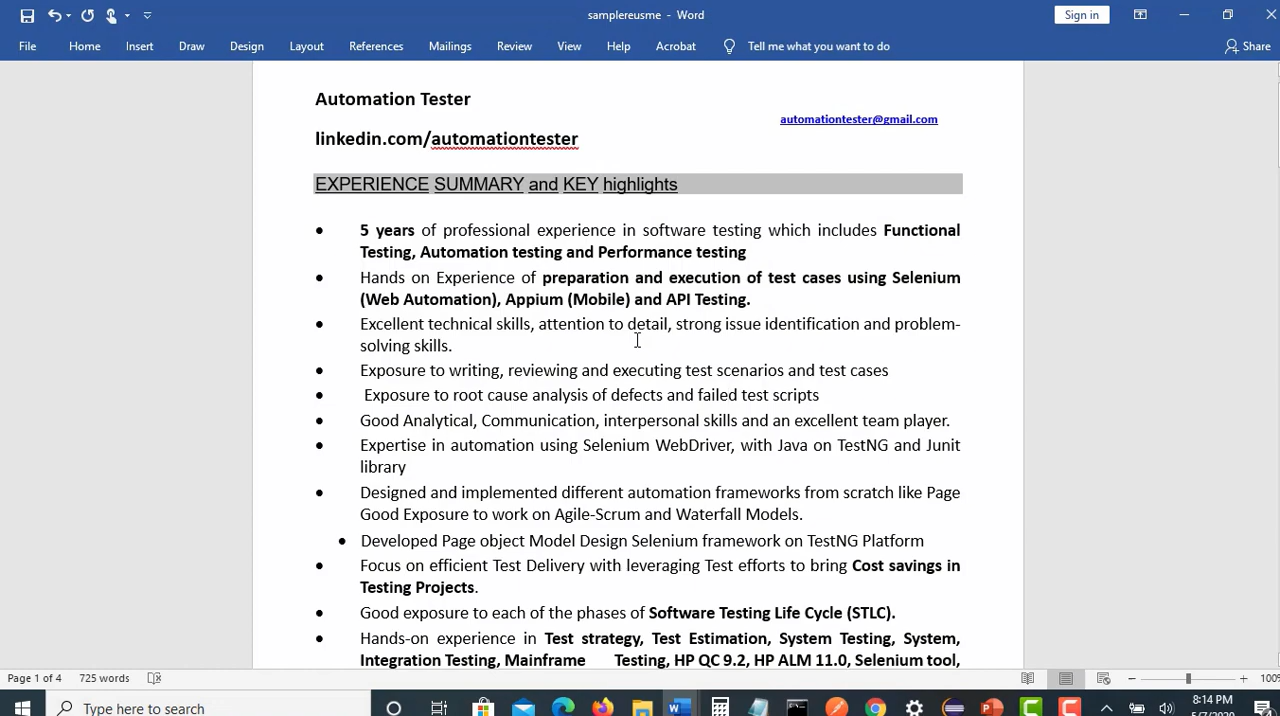 samplereusme - Word
Sign in
File Home Insert Draw Design Layout References Mailings Review View Help Acrobat Tell me what you want to do Share
Automation Tester
automationtester@gmail.com
linkedin.com/automationtester
EXPERIENCE SUMMARY and KEY highlights
● 5 years of professional experience in software testing which includes Functional
Testing, Automation testing and Performance testing
● Hands on Experience of preparation and execution of test cases using Selenium
(Web Automation), Appium (Mobile) and API Testing.
● Excellent technical skills, attention to detail, strong issue identification and problem-
solving skills.
● Exposure to writing, reviewing and executing test scenarios and test cases
● Exposure to root cause analysis of defects and failed test scripts
● Good Analytical, Communication, interpersonal skills and an excellent team player.
● Expertise in automation using Selenium WebDriver, with Java on TestNG and Junit
library
● Designed and implemented different automation frameworks from scratch like Page
Good Exposure to work on Agile-Scrum and Waterfall Models.
● Developed Page object Model Design Selenium framework on TestNG Platform
● Focus on efficient Test Delivery with leveraging Test efforts to bring Cost savings in
Testing Projects.
● Good exposure to each of the phases of Software Testing Life Cycle (STLC).
● Hands-on experience in Test strategy, Test Estimation, System Testing, System,
Integration Testing, Mainframe Testing, HP QC 9.2, HP ALM 11.0, Selenium tool,
Page 1 of 4 725 words 100%
Type here to search
8:14 PM